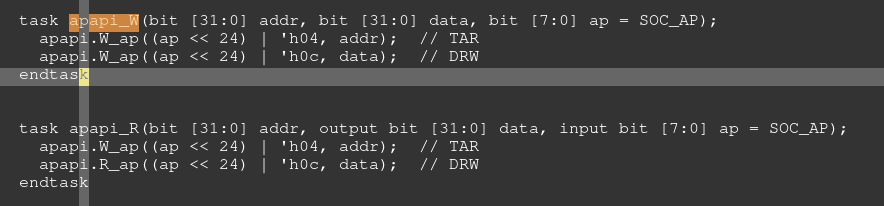 task apapi_W(bit [31:0] addr, bit [31:0] data, bit [7:0] ap = SOC_AP);
  apapi.W_ap((ap << 24) | 'h04, addr);  // TAR
  apapi.W_ap((ap << 24) | 'h0c, data);  // DRW
endtask
task apapi_R(bit [31:0] addr, output bit [31:0] data, input bit [7:0] ap = SOC_AP);
  apapi.W_ap((ap << 24) | 'h04, addr);  // TAR
  apapi.R_ap((ap << 24) | 'h0c, data);  // DRW
endtask